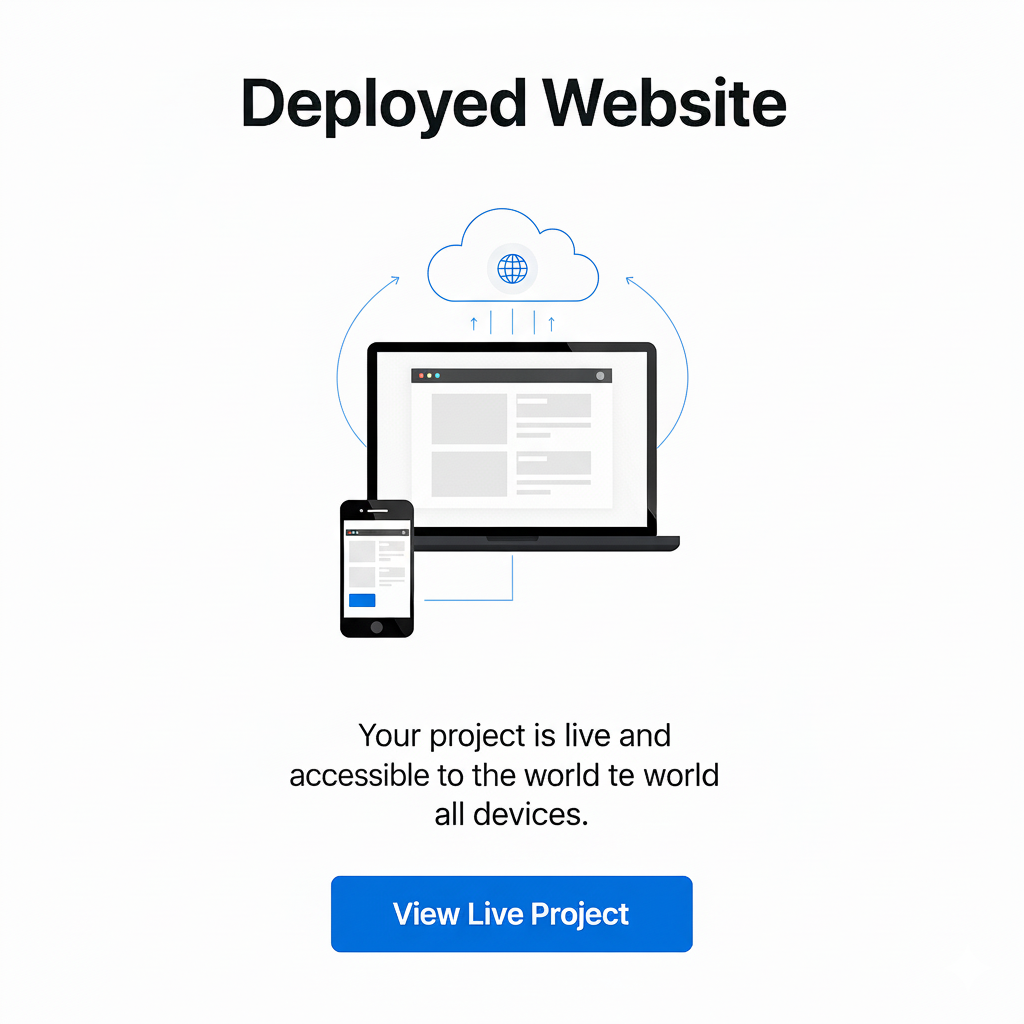 Deployed Website
Your project is live and
accessible to the world te world
all devices.
View Live Project